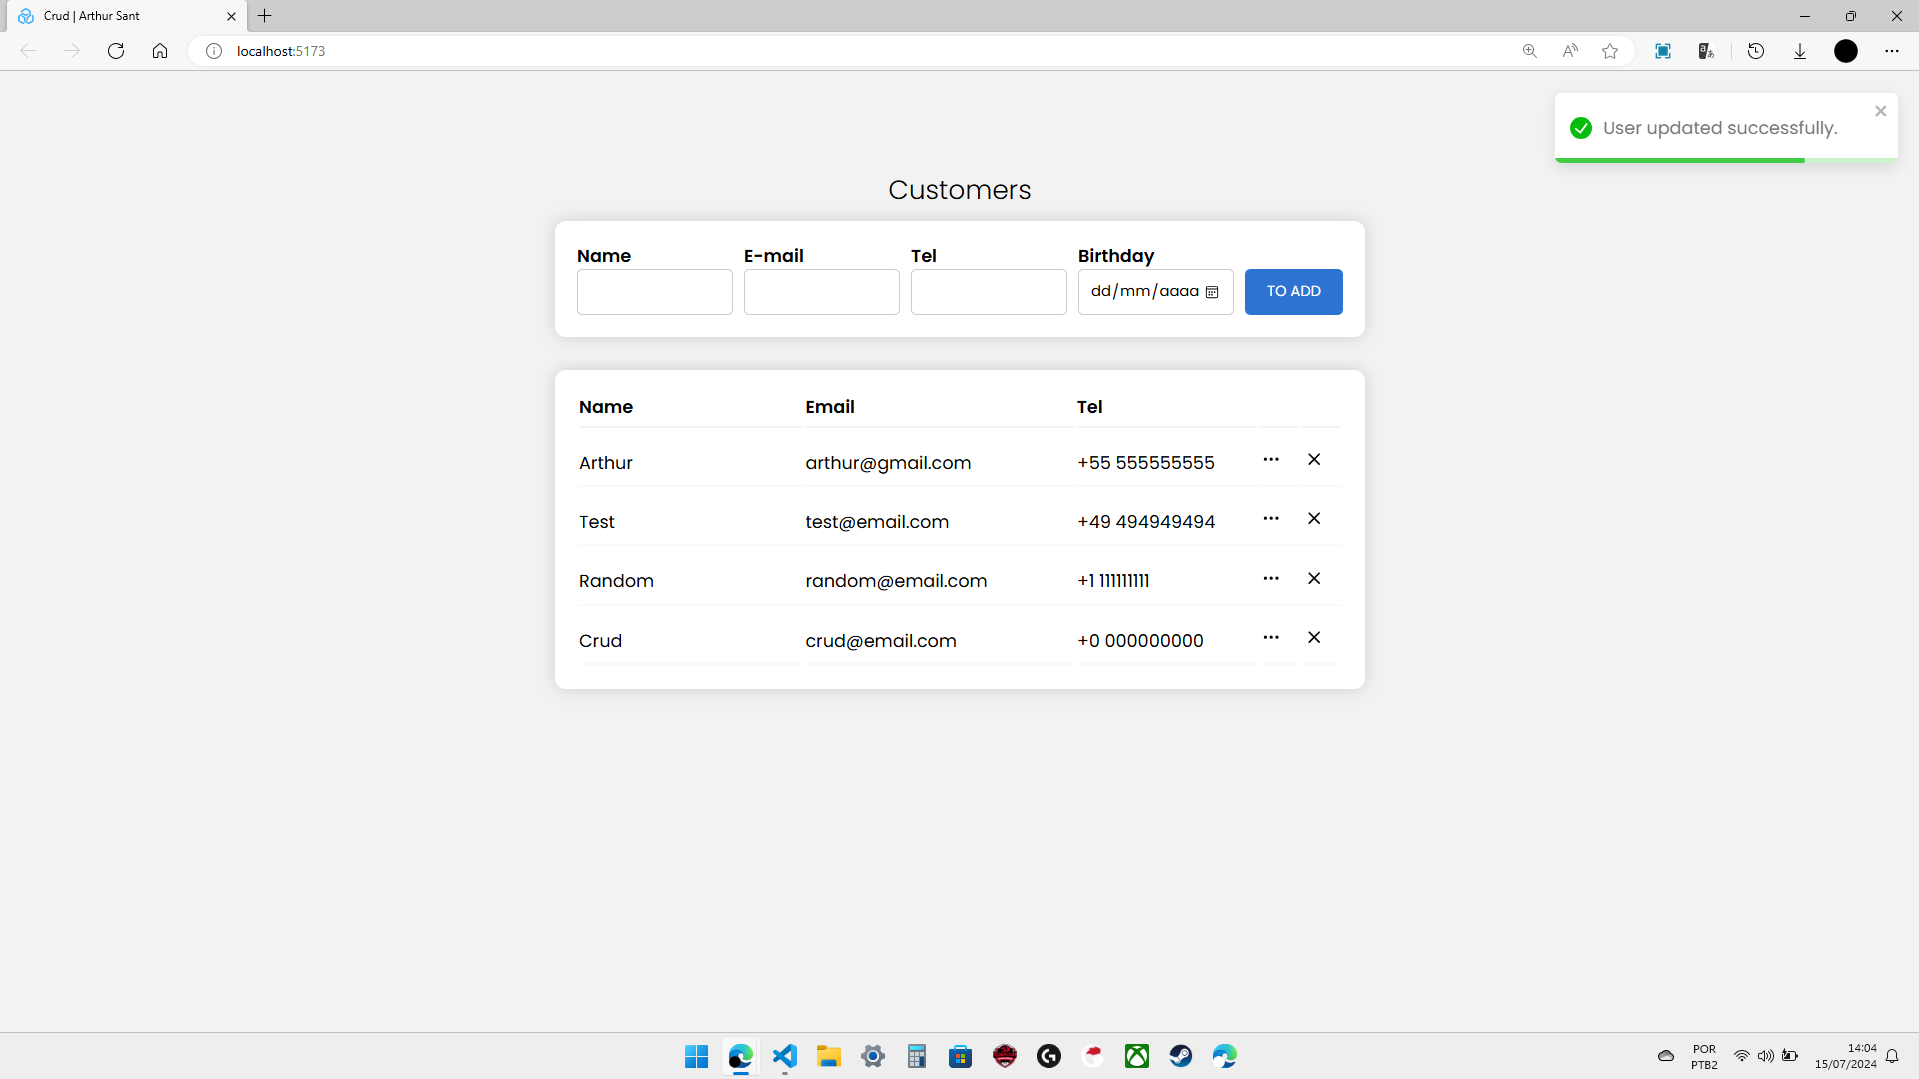 Crud | Arthur Sant
localhost:5173
User updated successfully.
Customers
Name E-mail Tel Birthday
dd/mm/aaaa TO ADD
Name Email Tel
Arthur arthur@gmail.com +55 555555555
Test test@email.com +49 494949494
Random random@email.com +1 111111111
Crud crud@email.com +0 000000000
POR 14:04
PTB2 15/07/2024